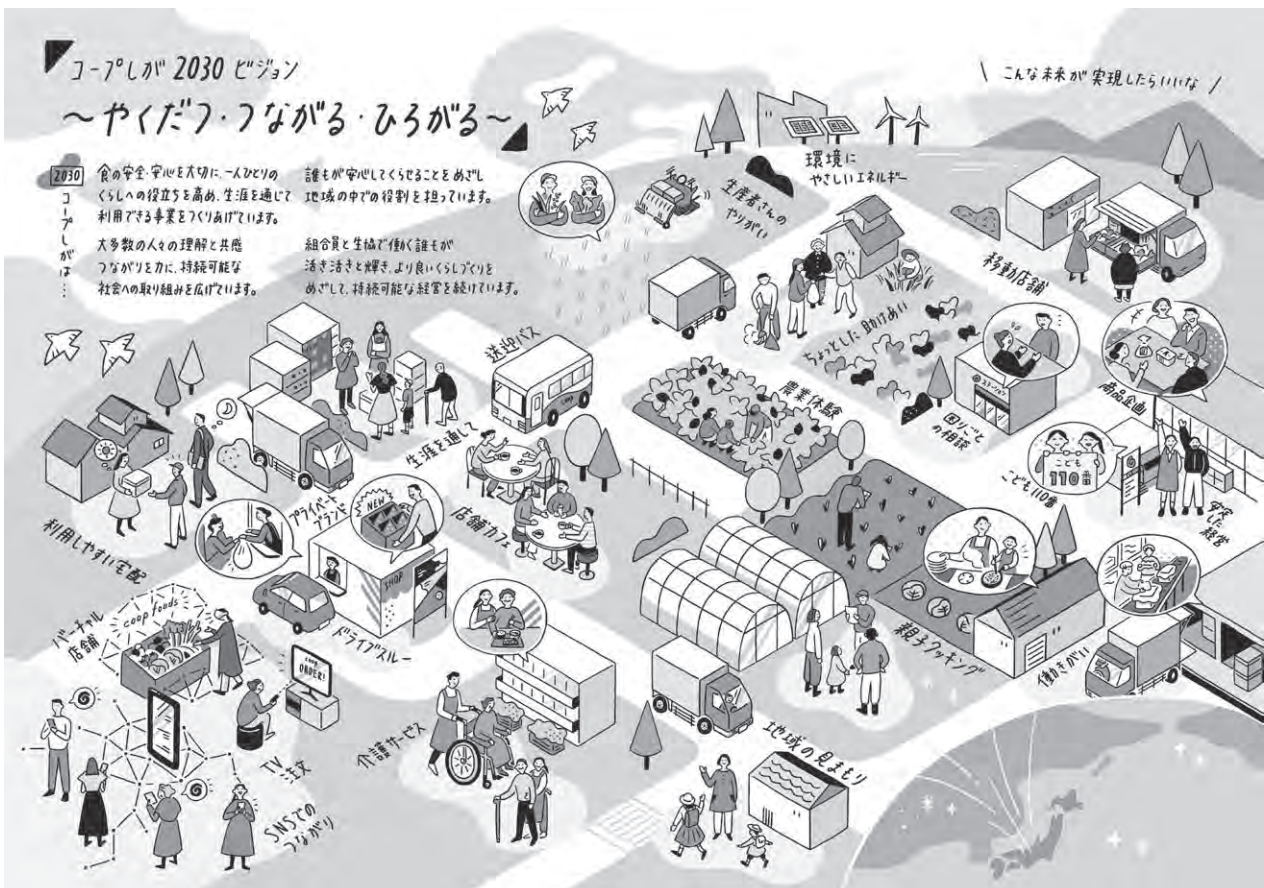 コープしが 2030 ビジョン
～やくだつ・つながる・ひろがる～
＼ こんな未来が実現したらいいな ／
2030
コープしがは…
食の安全・安心を大切に、一人ひとりの
くらしへの役立ちを高め、生涯を通じて
利用できる事業をつくりあげています。
誰もが安心してくらせることをめざし
地域の中での役割を担っています。
大多数の人々の理解と共感
つながりを力に、持続可能な
社会への取り組みを広げています。
組合員と生協で働く誰もが
活き活きと輝き、より良いくらしづくりを
めざして、持続可能な経営を続けています。
環境に
やさしいエネルギー
生産者さんの
やりがい
移動店舗
ちょっとした助けあい
送迎バス
coop
農業体験
困りごと
の相談
商品企画
生涯を通して
こども
110番
こども110番
安定した経営
プライベート
ブランド
NEW
店舗カフェ
利用しやすい宅配
SHOP
ドライブスルー
バーチャル
店舗
coop foods
coop
ORDER!
親子クッキング
働きがい
TV
注文
介護サービス
地域の見まもり
SNSでの
つながり